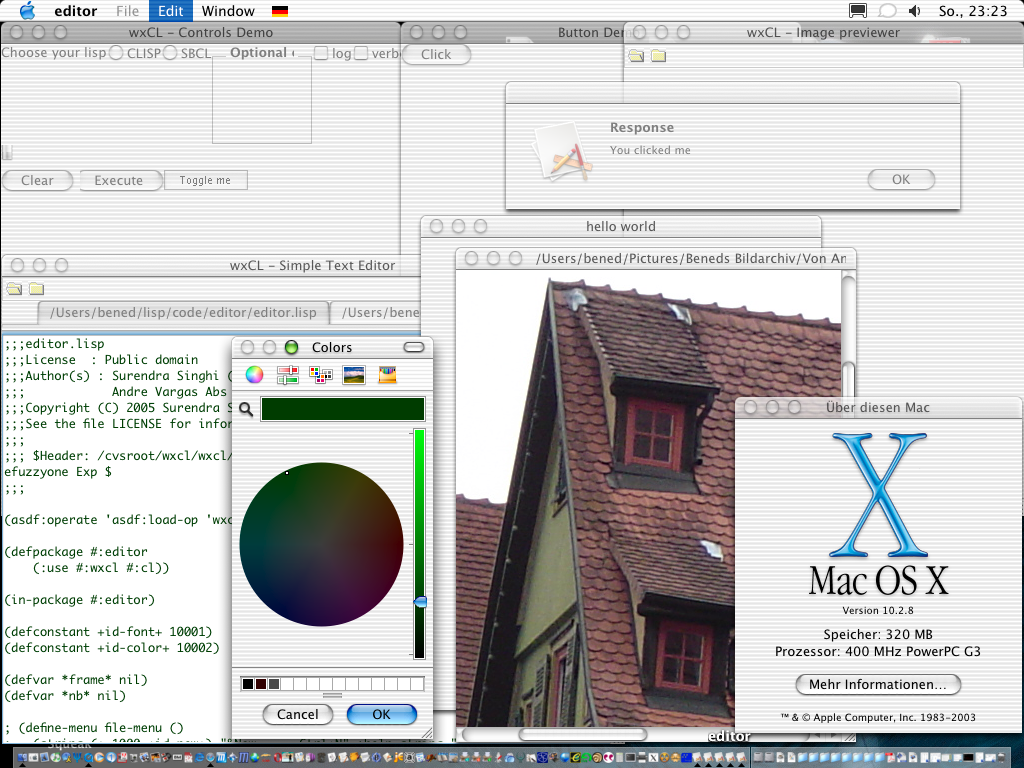 editor File Edit Window So., 23:23
wxCL - Controls Demo
Choose your lisp CLISP SBCL Optional log verb
Clear Execute Toggle me
Button Den
Click
wxCL - Image previewer
Response
You clicked me
OK
hello world
/Users/bened/Pictures/Beneds Bildarchiv/Von An
wxCL - Simple Text Editor
/Users/bened/lisp/code/editor/editor.lisp /Users/bene
;;;editor.lisp
;;;License : Public domain
;;;Author(s) : Surendra Singhi (
;;; Andre Vargas Abs
;;;Copyright (C) 2005 Surendra S
;;;See the file LICENSE for infor
;;;
;;; $Header: /cvsroot/wxcl/wxcl/
efuzzyone Exp $
;;;
(asdf:operate 'asdf:load-op 'wxc
(defpackage #:editor
(:use #:wxcl #:cl))
(in-package #:editor)
(defconstant +id-font+ 10001)
(defconstant +id-color+ 10002)
(defvar *frame* nil)
(defvar *nb* nil)
; (define-menu file-menu ()
Colors
Cancel OK
Über diesen Mac
Mac OS X
Version 10.2.8
Speicher: 320 MB
Prozessor: 400 MHz PowerPC G3
Mehr Informationen...
™ & © Apple Computer, Inc. 1983-2003
Squeak
editor